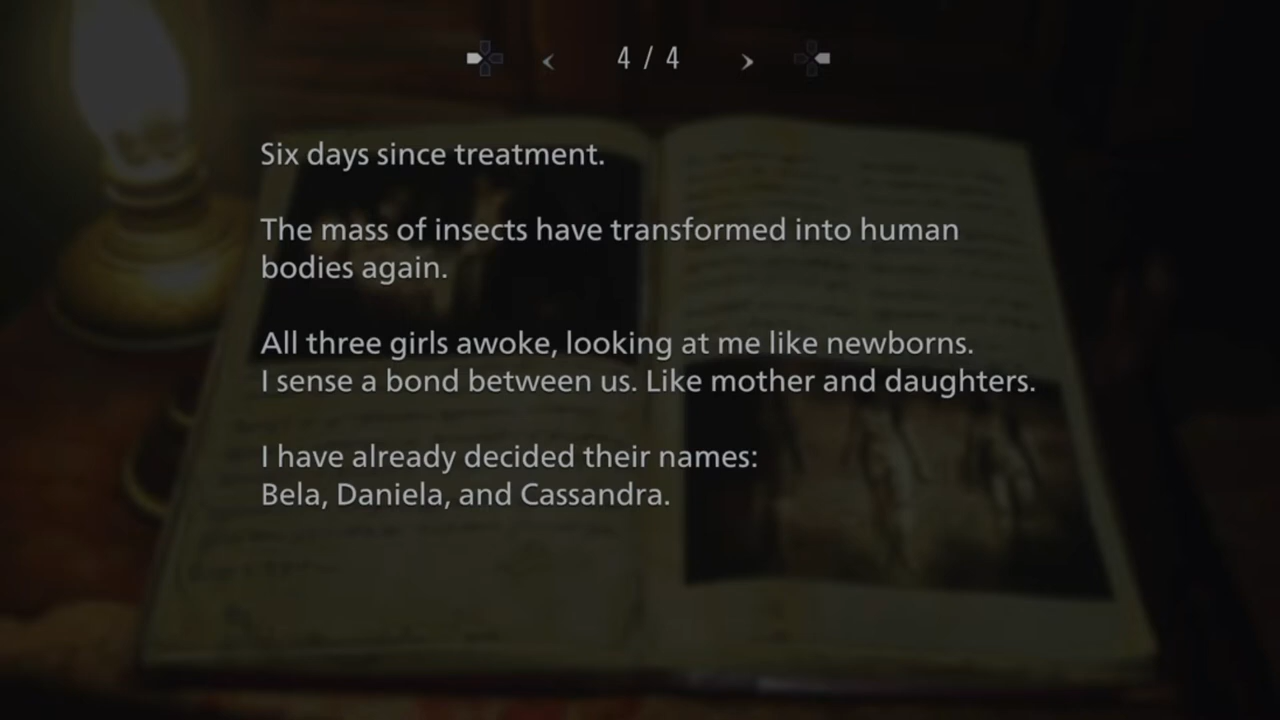 4 / 4
Six days since treatment.
The mass of insects have transformed into human
bodies again.
All three girls awoke, looking at me like newborns.
I sense a bond between us. Like mother and daughters.
I have already decided their names:
Bela, Daniela, and Cassandra.